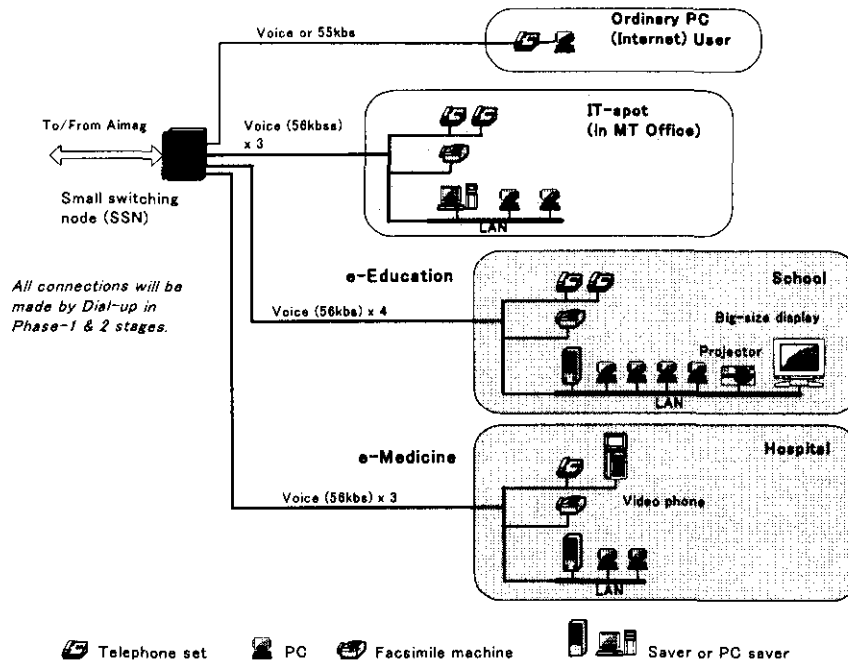 Ordinary PC
(Internet) User
Voice or 55kbs
IT-spot
(In MT Office)
To/From Aimag
Voice (56kbsa)
x 3
Small switching
node (SSN)
LAN
All connections will be
made by Dial-up in
Phase-1 & 2 stages.
e-Education
School
Voice (56kbs) x 4
Big-size display
Projector
LAN
e-Medicine
Hospital
Voice (56kbs) x 3
Video phone
LAN
Telephone set
PC
Facsimile machine
Saver or PC saver